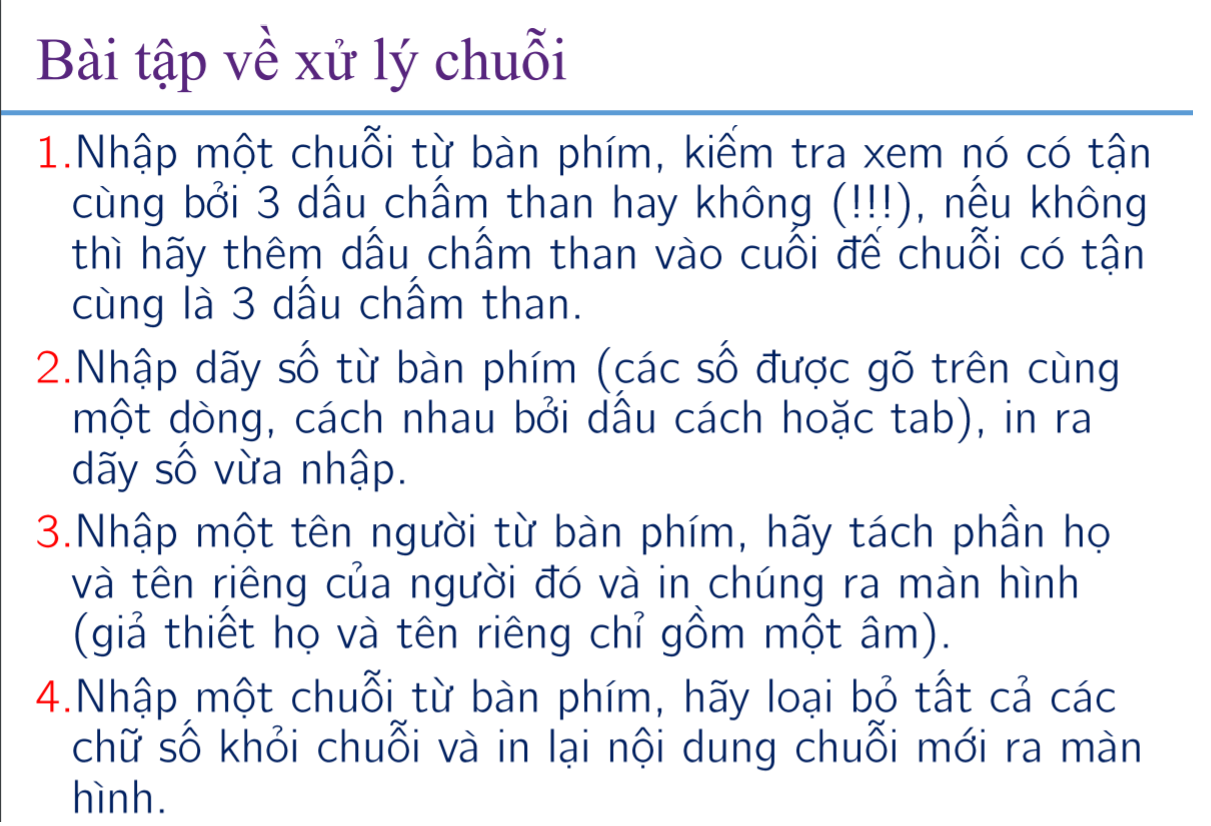 Bài tập về xử lý chuỗi
1.Nhập một chuỗi từ bàn phím, kiểm tra xem nó có tận
cùng bởi 3 dấu chấm than hay không (!!!), nếu không
thì hãy thêm dấu chấm than vào cuối để chuỗi có tận
cùng là 3 dấu chấm than.
2.Nhập dãy số từ bàn phím (các số được gõ trên cùng
một dòng, cách nhau bởi dấu cách hoặc tab), in ra
dãy số vừa nhập.
3.Nhập một tên người từ bàn phím, hãy tách phần họ
và tên riêng của người đó và in chúng ra màn hình
(giả thiết họ và tên riêng chỉ gồm một âm).
4.Nhập một chuỗi từ bàn phím, hãy loại bỏ tất cả các
chữ số khỏi chuỗi và in lại nội dung chuỗi mới ra màn
hình.